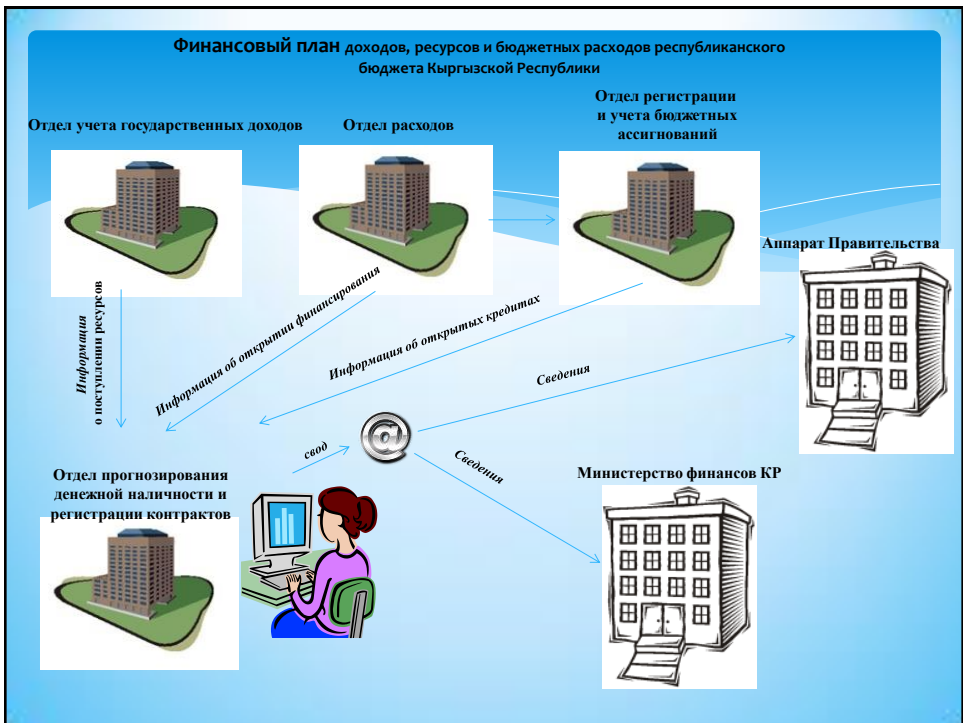 Финансовый план доходов, ресурсов и бюджетных расходов республиканского
бюджета Кыргызской Республики
Отдел учета государственных доходов
Отдел расходов
Отдел регистрации
и учета бюджетных
ассигнований
Аппарат Правительства
Информация
о поступлении ресурсов
Информация об открытии финансирования
Информация об открытых кредитах
Сведения
свод
@
Сведения
Отдел прогнозирования
денежной наличности и
регистрации контрактов
Министерство финансов КР